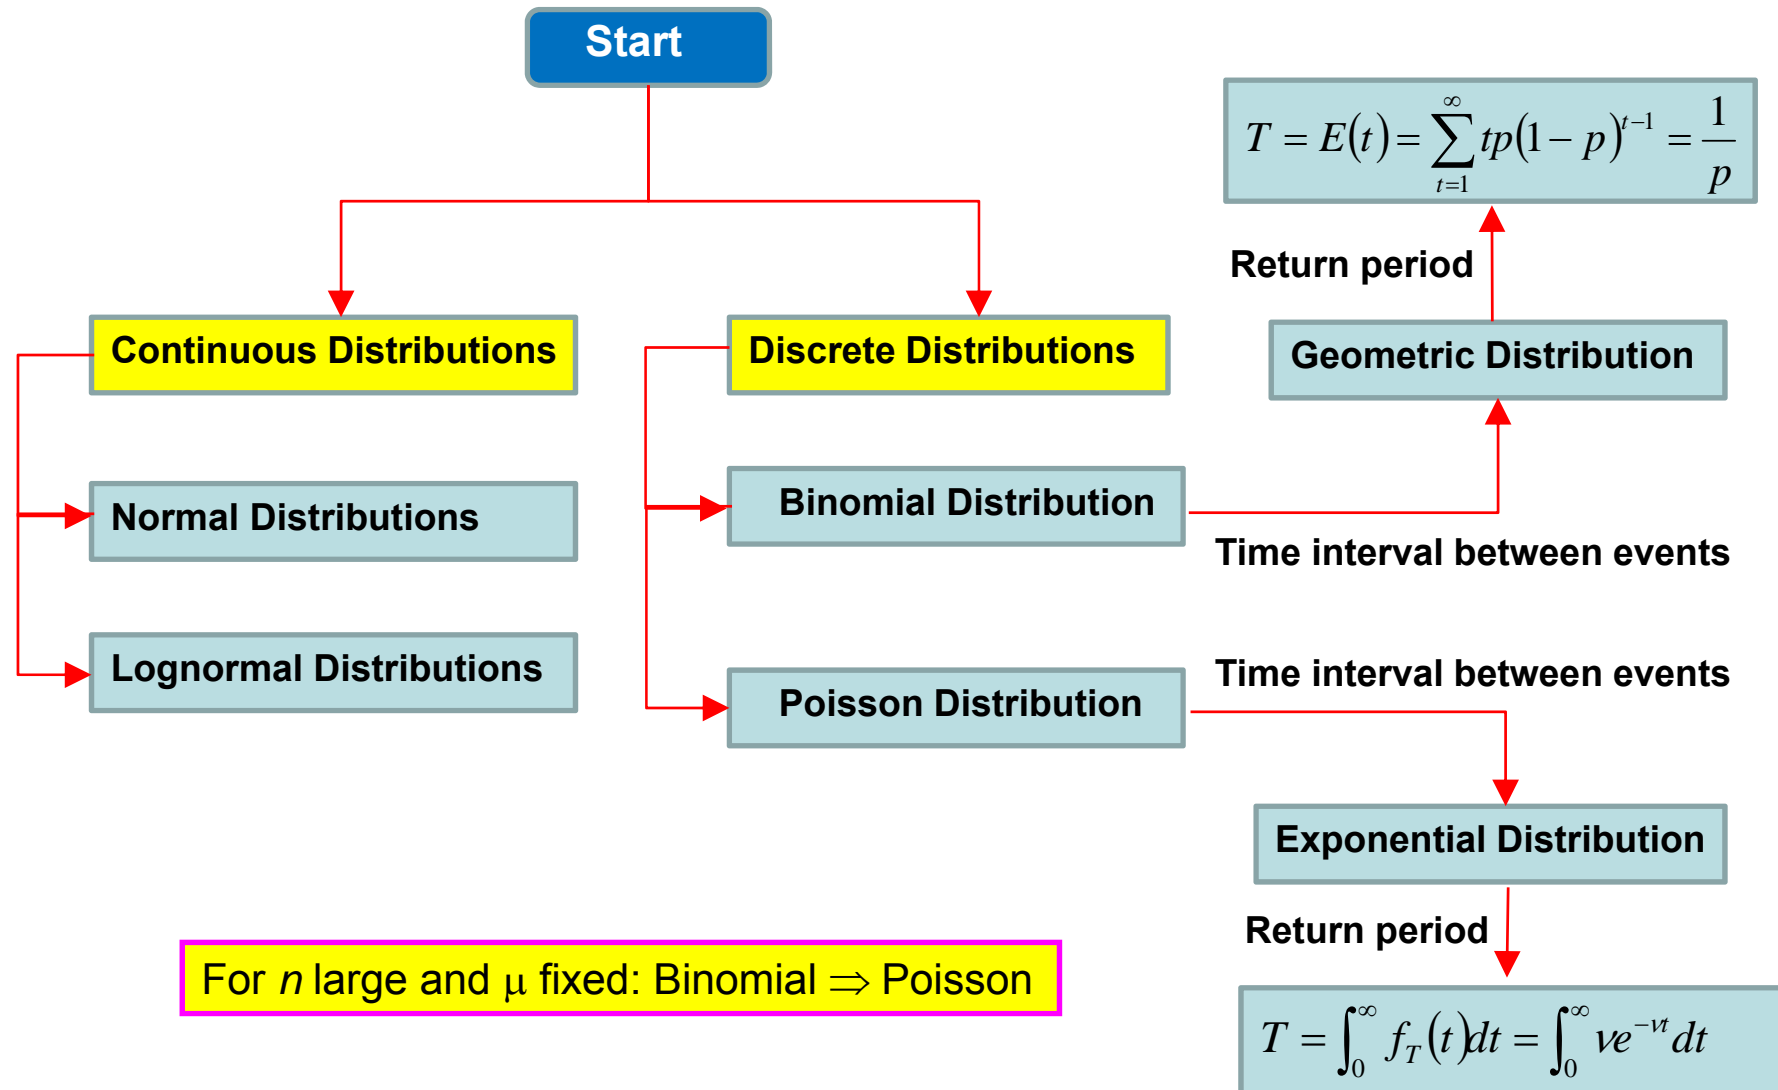 Start
T = E(t) = ∑_{t=1}^{∞} tp(1 − p)^{t−1} = 1/p
Return period
Continuous Distributions
Discrete Distributions
Geometric Distribution
Normal Distributions
Binomial Distribution
Time interval between events
Lognormal Distributions
Time interval between events
Poisson Distribution
Exponential Distribution
Return period
For n large and μ fixed: Binomial ⇒ Poisson
T = ∫_0^∞ f_T(t)dt = ∫_0^∞ νe^{−νt} dt